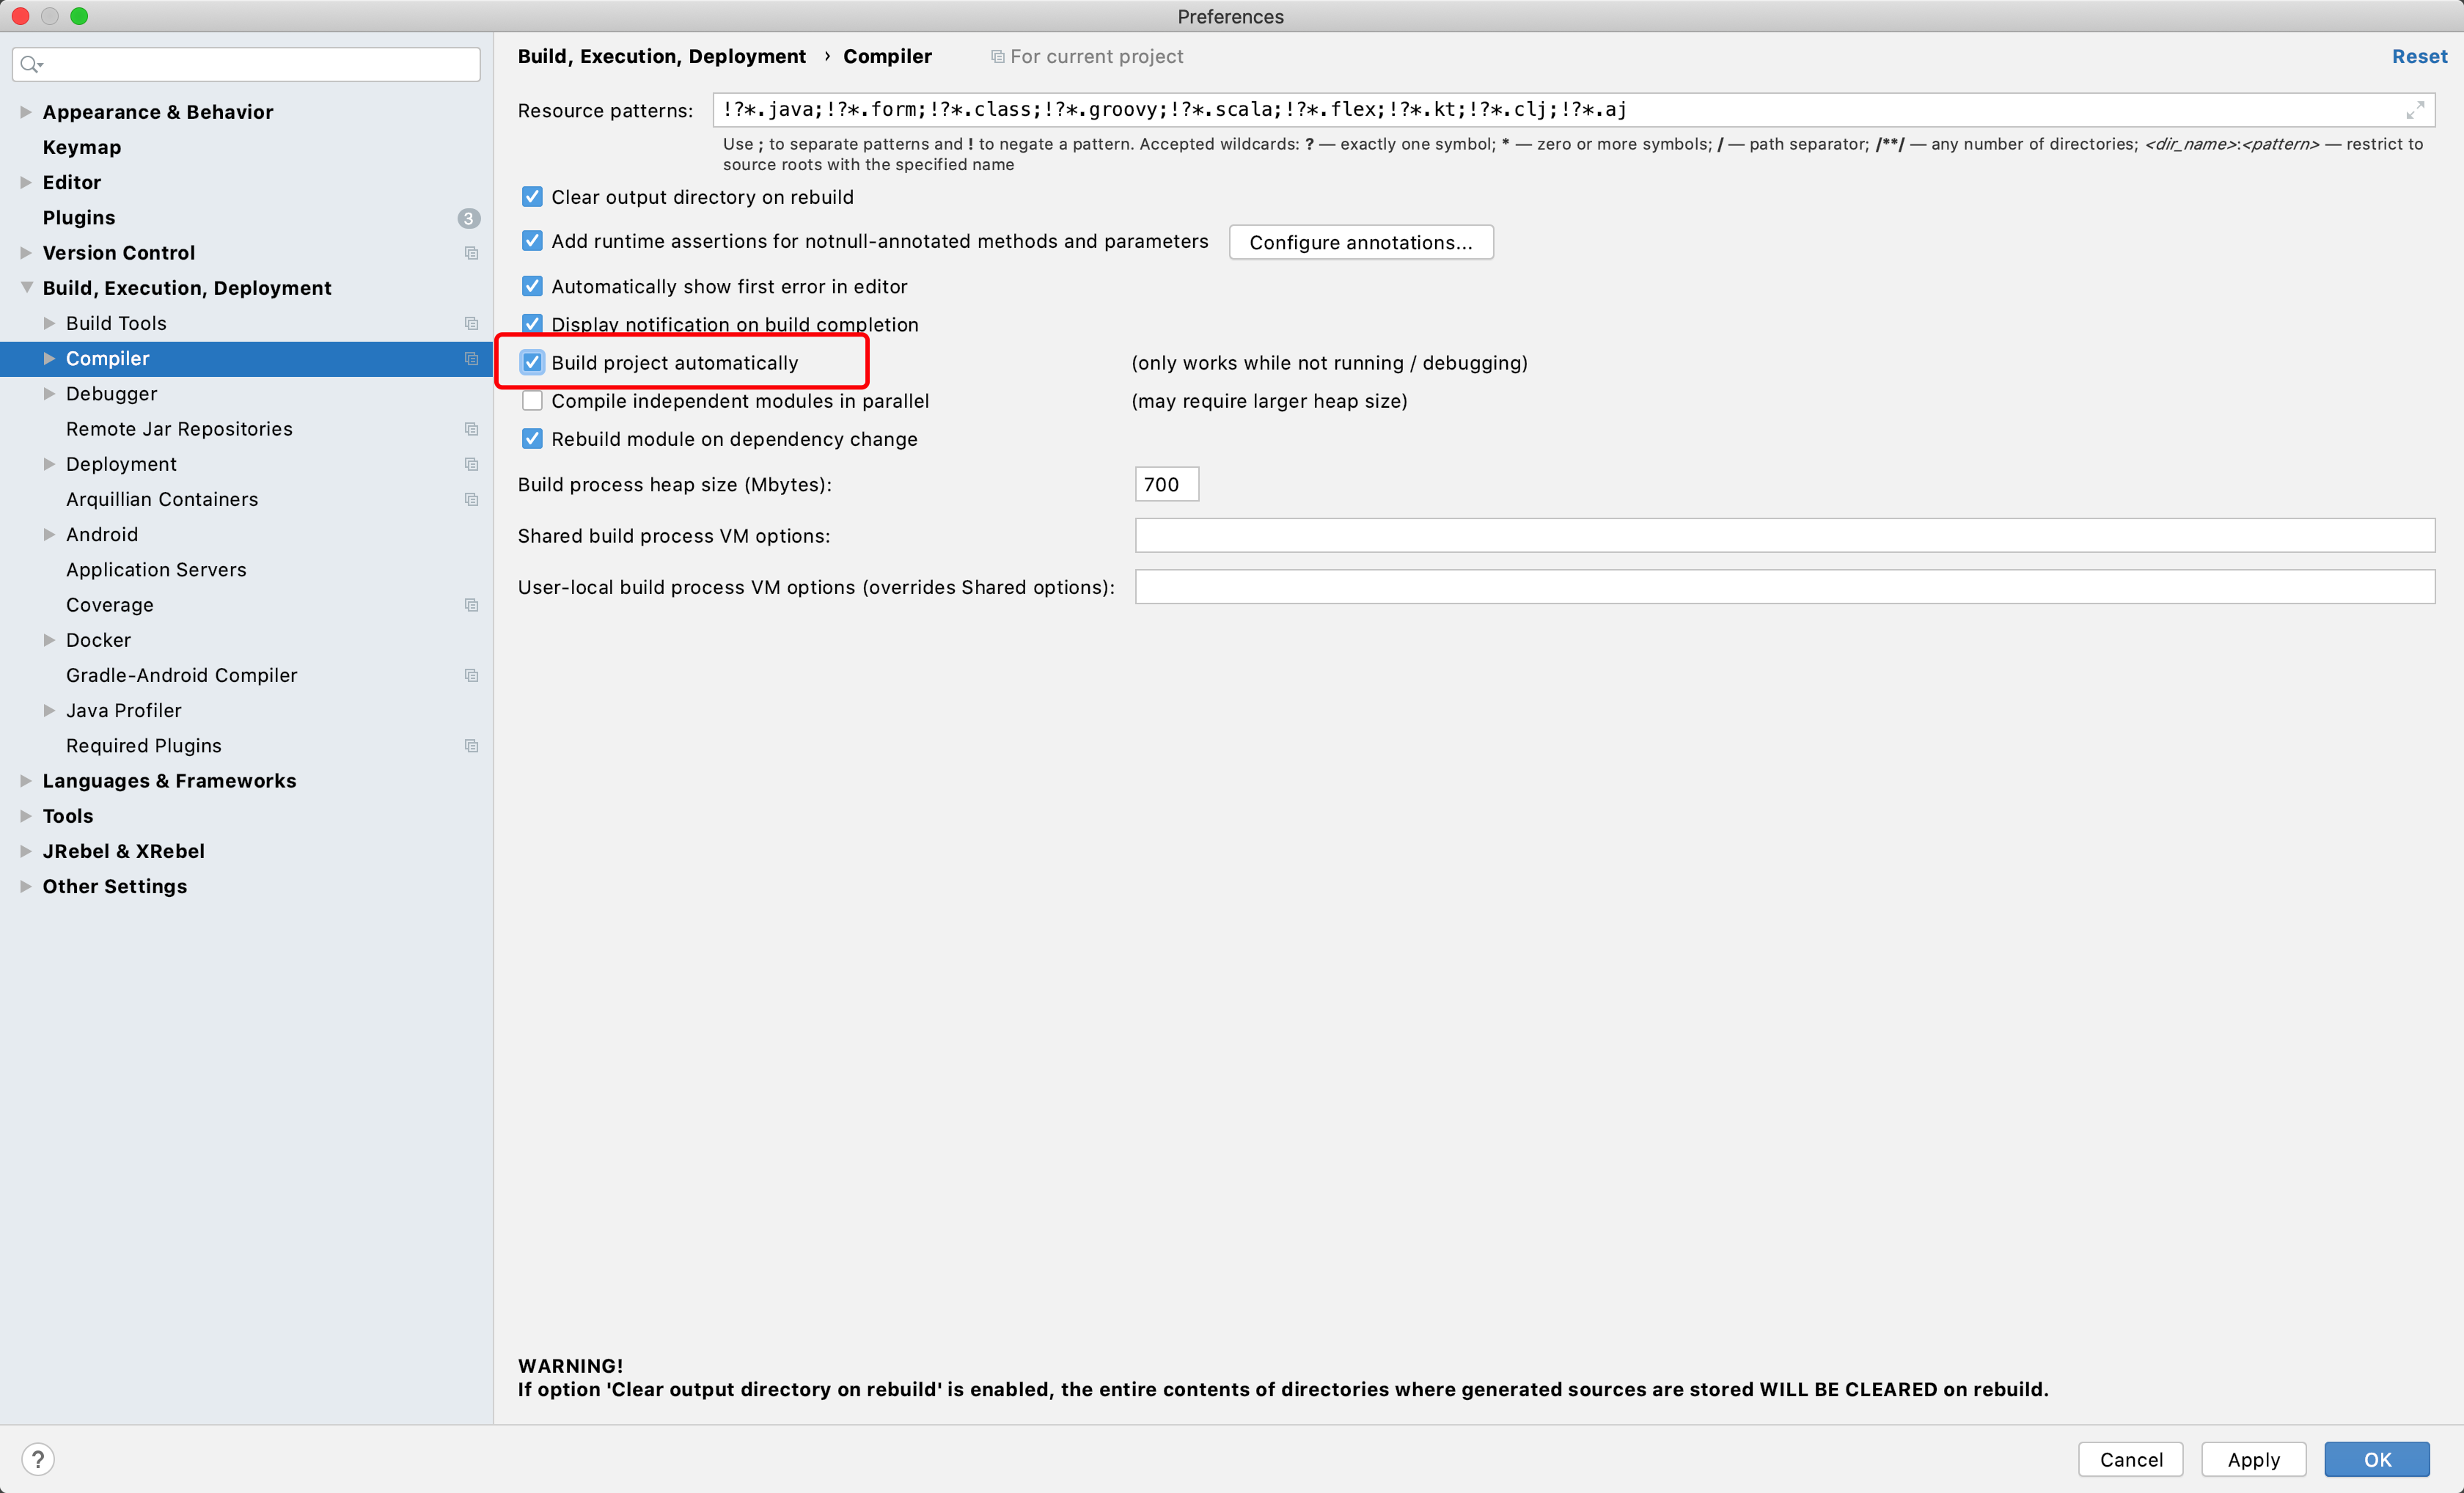 Preferences
Appearance & Behavior
Keymap
Editor
Plugins 3
Version Control
Build, Execution, Deployment
Build Tools
Compiler
Debugger
Remote Jar Repositories
Deployment
Arquillian Containers
Android
Application Servers
Coverage
Docker
Gradle-Android Compiler
Java Profiler
Required Plugins
Languages & Frameworks
Tools
JRebel & XRebel
Other Settings
Build, Execution, Deployment › Compiler For current project Reset
Resource patterns: !?*.java;!?*.form;!?*.class;!?*.groovy;!?*.scala;!?*.flex;!?*.kt;!?*.clj;!?*.aj
Use ; to separate patterns and ! to negate a pattern. Accepted wildcards: ? — exactly one symbol; * — zero or more symbols; / — path separator; /**/ — any number of directories; <dir_name>:<pattern> — restrict to
source roots with the specified name
Clear output directory on rebuild
Add runtime assertions for notnull-annotated methods and parameters Configure annotations...
Automatically show first error in editor
Display notification on build completion
Build project automatically (only works while not running / debugging)
Compile independent modules in parallel (may require larger heap size)
Rebuild module on dependency change
Build process heap size (Mbytes): 700
Shared build process VM options:
User-local build process VM options (overrides Shared options):
WARNING!
If option 'Clear output directory on rebuild' is enabled, the entire contents of directories where generated sources are stored WILL BE CLEARED on rebuild.
? Cancel Apply OK